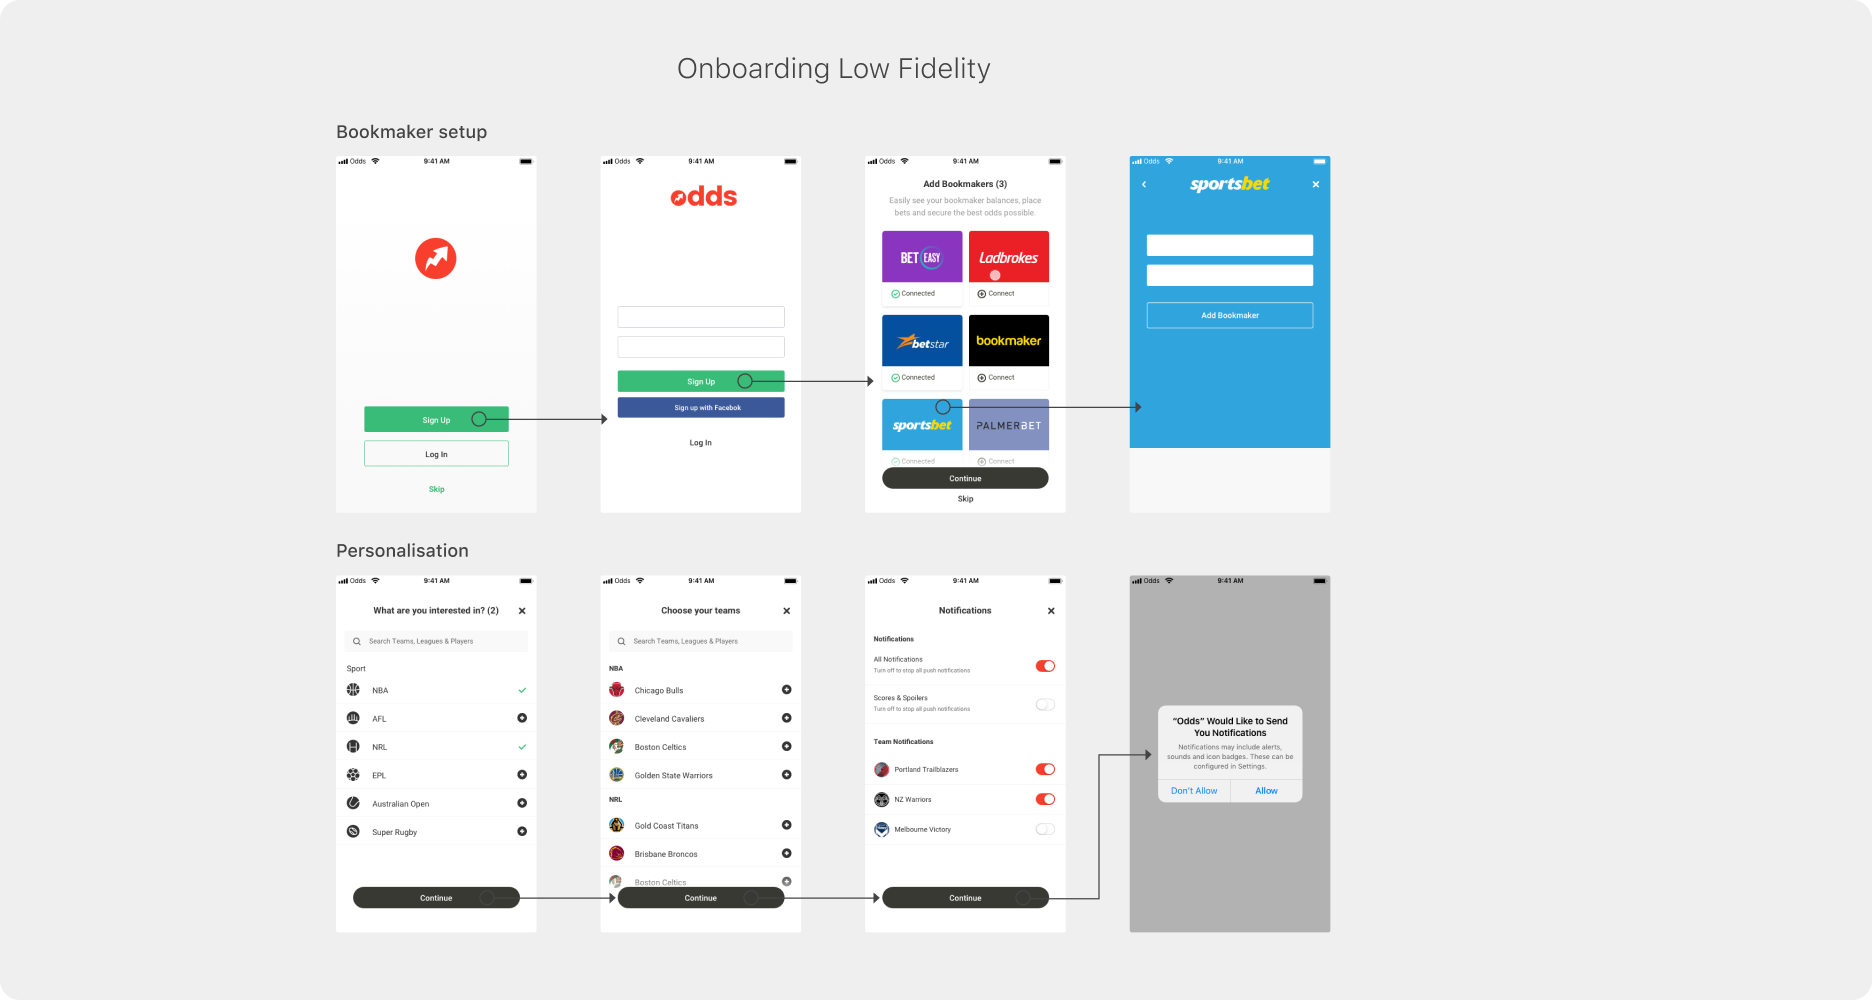 Onboarding Low Fidelity
Bookmaker setup
Odds 9:41 AM
Sign Up
Log In
Skip
Odds 9:41 AM
odds
Sign Up
Sign up with Facebok
Log In
Odds 9:41 AM
Add Bookmakers (3)
Easily see your bookmaker balances, place
bets and secure the best odds possible.
BET EASY
Ladbrokes
Connected
Connect
betstar
bookmaker
Connected
Connect
sportsbet
PALMERBET
Connected
Connect
Continue
Skip
Odds 9:41 AM
sportsbet
Add Bookmaker
Personalisation
Odds 9:41 AM
What are you interested in? (2)
Search Teams, Leagues & Players
Sport
NBA
AFL
NRL
EPL
Australian Open
Super Rugby
Continue
Odds 9:41 AM
Choose your teams
Search Teams, Leagues & Players
NBA
Chicago Bulls
Cleveland Cavaliers
Boston Celtics
Golden State Warriors
NRL
Gold Coast Titans
Brisbane Broncos
Boston Celtics
Continue
Odds 9:41 AM
Notifications
Notifications
All Notifications
Turn off to stop all push notifications
Scores & Spoilers
Turn off to stop all push notifications
Team Notifications
Portland Trailblazers
NZ Warriors
Melbourne Victory
Continue
Odds 9:41 AM
“Odds” Would Like to Send
You Notifications
Notifications may include alerts,
sounds and icon badges. These can be
configured in Settings.
Don't Allow
Allow